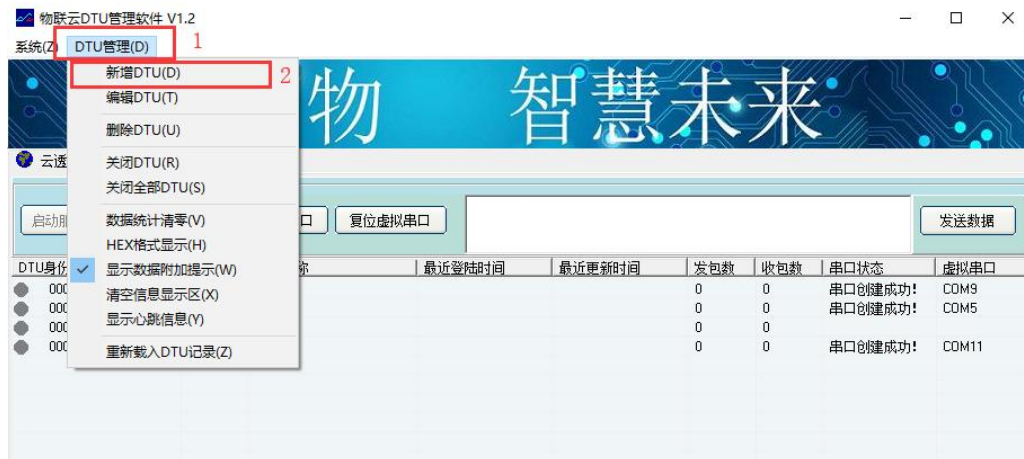 物联云DTU管理软件 V1.2
系统(Z) DTU管理(D) 1
新增DTU(D) 2
编辑DTU(T)
删除DTU(U)
关闭DTU(R)
关闭全部DTU(S)
数据统计清零(V)
HEX格式显示(H)
显示数据附加提示(W)
清空信息显示区(X)
显示心跳信息(Y)
重新载入DTU记录(Z)
物 智慧未来
云透
启动 口 复位虚拟串口 发送数据
DTU身份 称 最近登陆时间 最近更新时间 发包数 收包数 串口状态 虚拟串口
000 0 0 串口创建成功! COM9
000 0 0 串口创建成功! COM5
000 0 0
000 0 0 串口创建成功! COM11